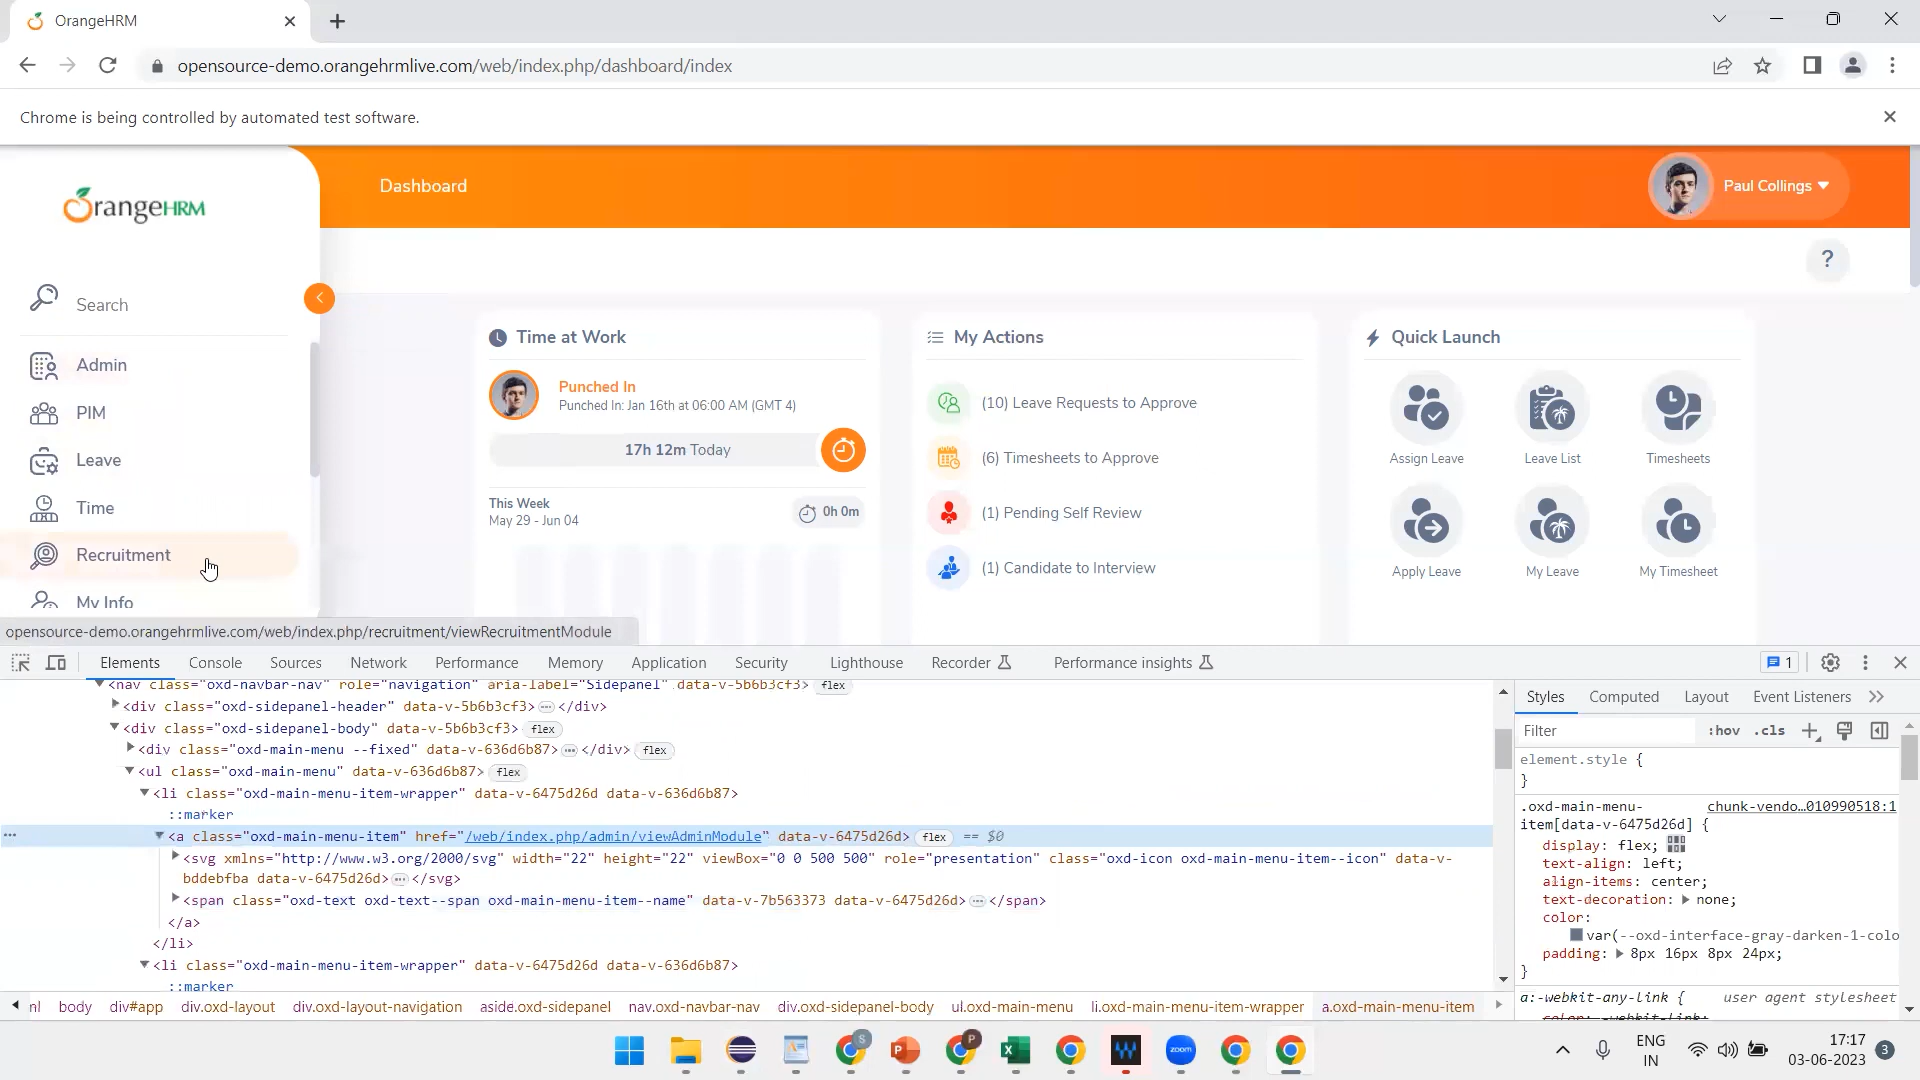 OrangeHRM
opensource-demo.orangehrmlive.com/web/index.php/dashboard/index
Chrome is being controlled by automated test software.
OrangeHRM
Dashboard
Paul Collings
?
Search
Admin
PIM
Leave
Time
Recruitment
My Info
Time at Work
Punched In
Punched In: Jan 16th at 06:00 AM (GMT 4)
17h 12m Today
This Week
May 29 - Jun 04
0h 0m
My Actions
(10) Leave Requests to Approve
(6) Timesheets to Approve
(1) Pending Self Review
(1) Candidate to Interview
Quick Launch
Assign Leave
Leave List
Timesheets
Apply Leave
My Leave
My Timesheet
opensource-demo.orangehrmlive.com/web/index.php/recruitment/viewRecruitmentModule
Elements Console Sources Network Performance Memory Application Security Lighthouse Recorder Performance insights 1
<nav class="oxd-navbar-nav" role="navigation" aria-label="Sidepanel" data-v-5b6b3cf3> flex
<div class="oxd-sidepanel-header" data-v-5b6b3cf3> … </div>
<div class="oxd-sidepanel-body" data-v-5b6b3cf3> flex
<div class="oxd-main-menu --fixed" data-v-636d6b87> … </div> flex
<ul class="oxd-main-menu" data-v-636d6b87> flex
<li class="oxd-main-menu-item-wrapper" data-v-6475d26d data-v-636d6b87>
::marker
<a class="oxd-main-menu-item" href="/web/index.php/admin/viewAdminModule" data-v-6475d26d> flex == $0
<svg xmlns="http://www.w3.org/2000/svg" width="22" height="22" viewBox="0 0 500 500" role="presentation" class="oxd-icon oxd-main-menu-item--icon" data-v-
bddebfba data-v-6475d26d> … </svg>
<span class="oxd-text oxd-text--span oxd-main-menu-item--name" data-v-7b563373 data-v-6475d26d> … </span>
</a>
</li>
<li class="oxd-main-menu-item-wrapper" data-v-6475d26d data-v-636d6b87>
::marker
ml body div#app div.oxd-layout div.oxd-layout-navigation aside.oxd-sidepanel nav.oxd-navbar-nav div.oxd-sidepanel-body ul.oxd-main-menu li.oxd-main-menu-item-wrapper a.oxd-main-menu-item
Styles Computed Layout Event Listeners
Filter :hov .cls
element.style {
}
.oxd-main-menu- chunk-vendo…010990518:1
item[data-v-6475d26d] {
display: flex;
text-align: left;
align-items: center;
text-decoration: none;
color:
var(--oxd-interface-gray-darken-1-colo
padding: 8px 16px 8px 24px;
}
a:-webkit-any-link { user agent stylesheet
color: -webkit-link;
S
P
zoom
ENG
IN
17:17
03-06-2023
3